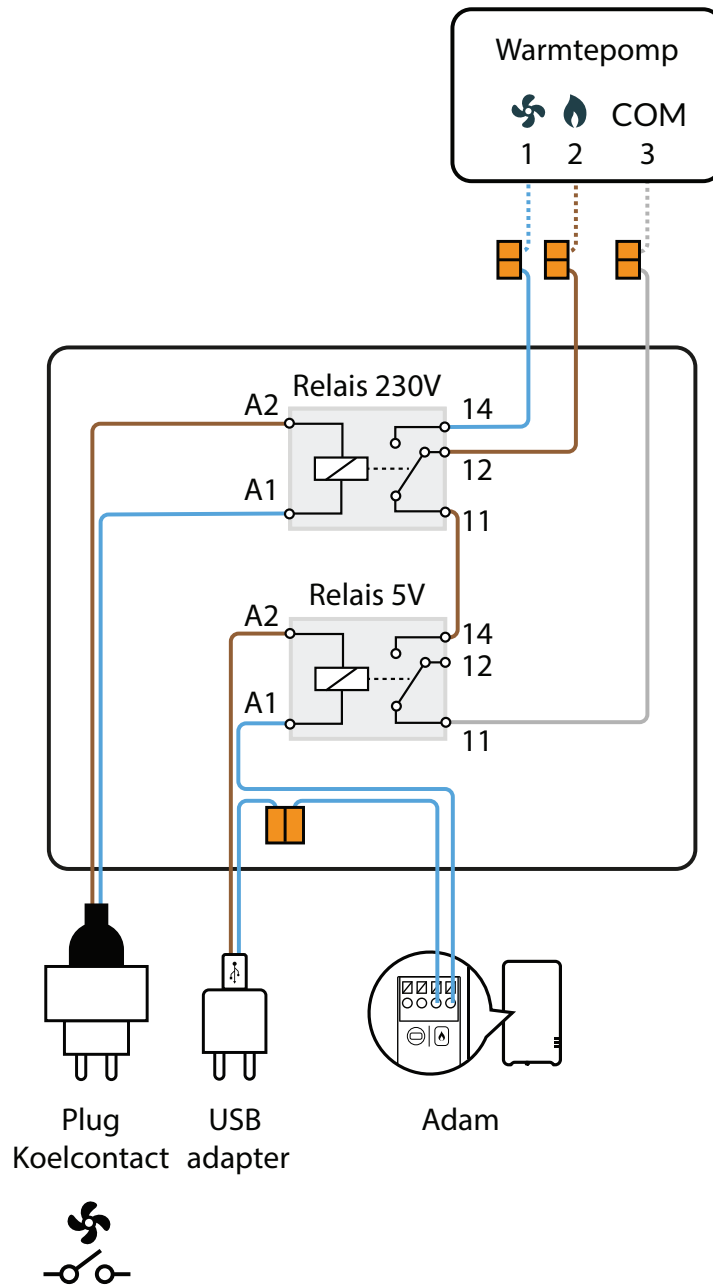 Warmtepomp
COM
1 2 3
Relais 230V
A2
14
12
A1
11
Relais 5V
A2
14
12
A1
11
Plug
Koelcontact
USB
adapter
Adam